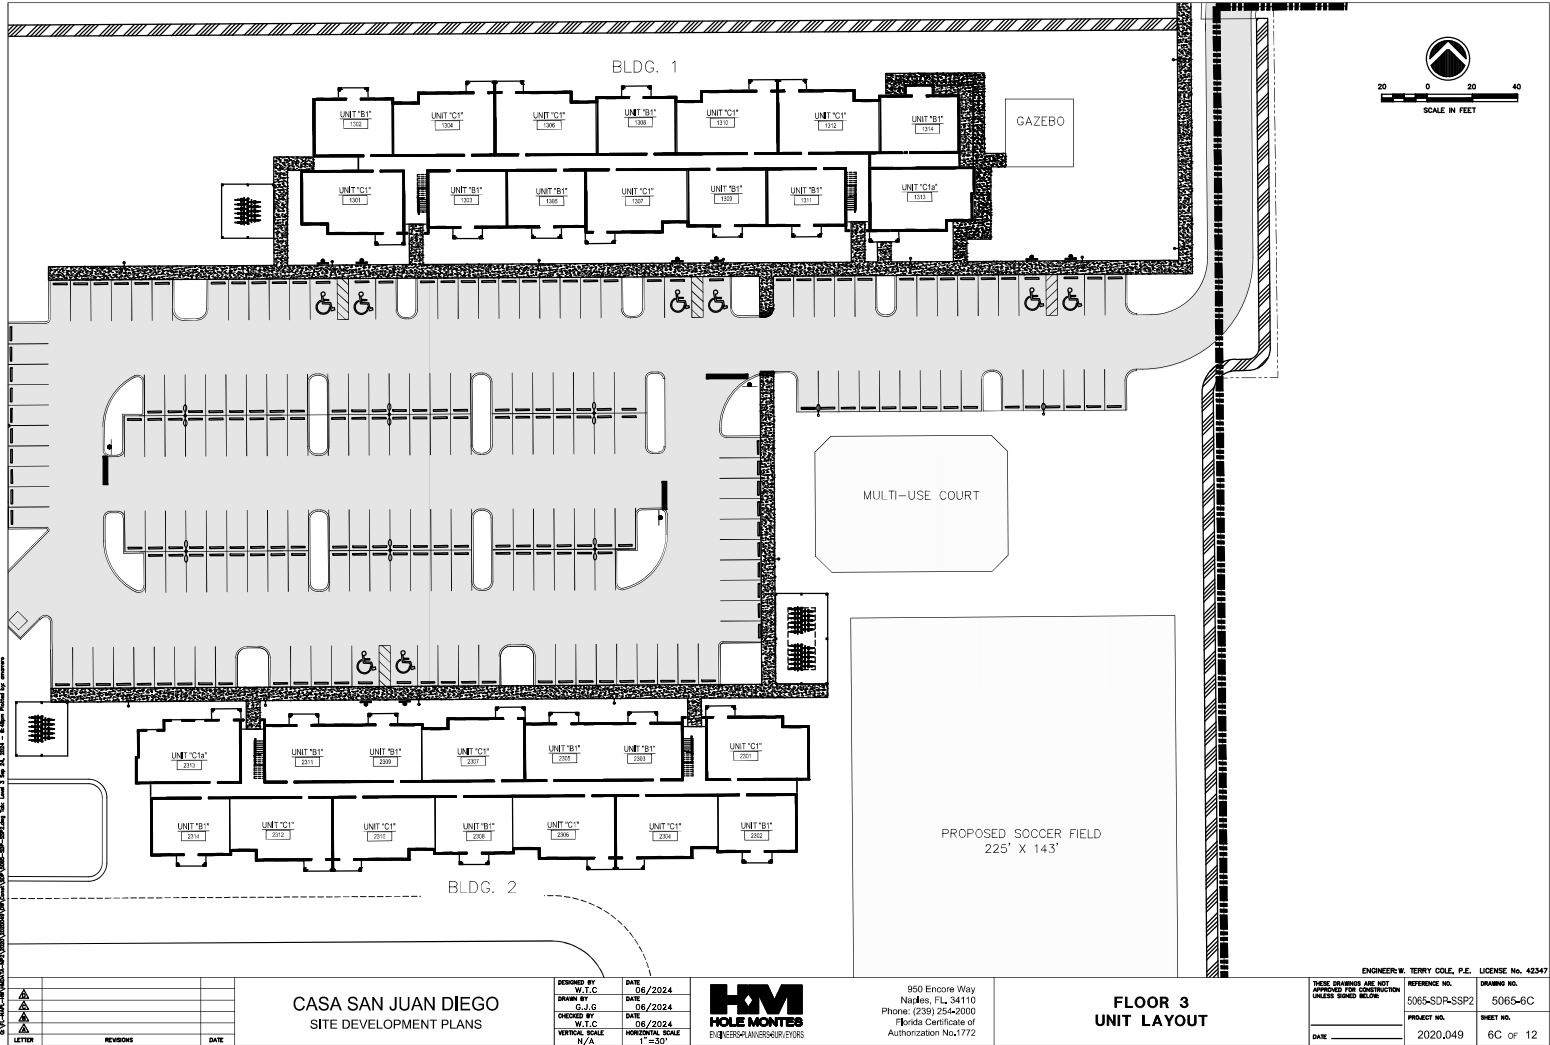 BLDG. 1
20 0 20 40
SCALE IN FEET
GAZEBO
UNIT "B1"
1302
UNIT "C1"
1304
UNIT "C1"
1306
UNIT "B1"
1308
UNIT "C1"
1310
UNIT "C1"
1312
UNIT "B1"
1314
UNIT "C1"
1301
UNIT "B1"
1303
UNIT "B1"
1305
UNIT "C1"
1307
UNIT "B1"
1309
UNIT "B1"
1311
UNIT "C1a"
1313
MULTI-USE COURT
UNIT "C1a"
2313
UNIT "B1"
2311
UNIT "B1"
2309
UNIT "C1"
2307
UNIT "B1"
2305
UNIT "B1"
2303
UNIT "C1"
2301
UNIT "B1"
2314
UNIT "C1"
2312
UNIT "C1"
2310
UNIT "B1"
2308
UNIT "C1"
2306
UNIT "C1"
2304
UNIT "B1"
2302
BLDG. 2
PROPOSED SOCCER FIELD
225' X 143'
ENGINEER: W. TERRY COLE, P.E. LICENSE No. 42347
LETTER REVISIONS DATE
CASA SAN JUAN DIEGO
SITE DEVELOPMENT PLANS
DESIGNED BY
W.T.C
DATE
06/2024
DRAWN BY
G.J.G
DATE
06/2024
CHECKED BY
W.T.C
DATE
06/2024
VERTICAL SCALE
N/A
HORIZONTAL SCALE
1"=30'
HM
HOLE MONTES
ENGINEERS•PLANNERS•SURVEYORS
950 Encore Way
Naples, FL. 34110
Phone: (239) 254-2000
Florida Certificate of
Authorization No.1772
FLOOR 3
UNIT LAYOUT
THESE DRAWINGS ARE NOT
APPROVED FOR CONSTRUCTION
UNLESS SIGNED BELOW:
DATE
REFERENCE NO.
5065-SDP-SSP2
DRAWING NO.
5065-6C
PROJECT NO.
2020.049
SHEET NO.
6C OF 12